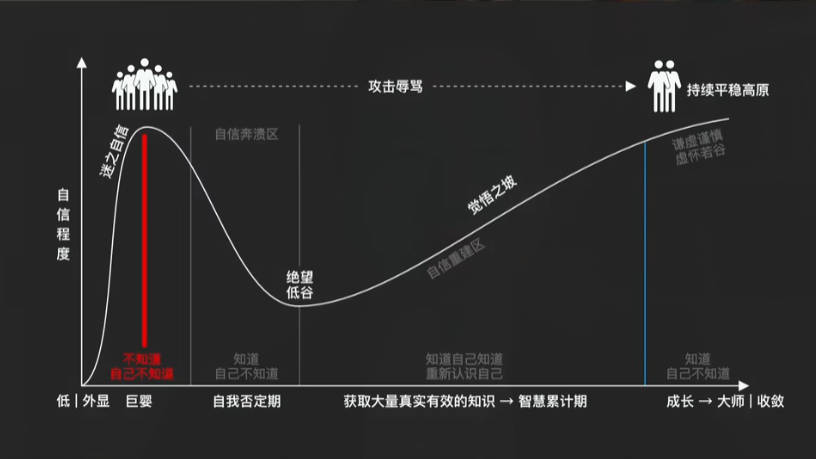 攻击辱骂
持续平稳高原
迷之自信
自信奔溃区
谦虚谨慎
虚怀若谷
自信程度
觉悟之坡
自信重建区
绝望
低谷
不知道
自己不知道
知道
自己不知道
知道自己知道
重新认识自己
知道
自己不知道
低 | 外显
巨婴
自我否定期
获取大量真实有效的知识 → 智慧累计期
成长 → 大师 | 收敛